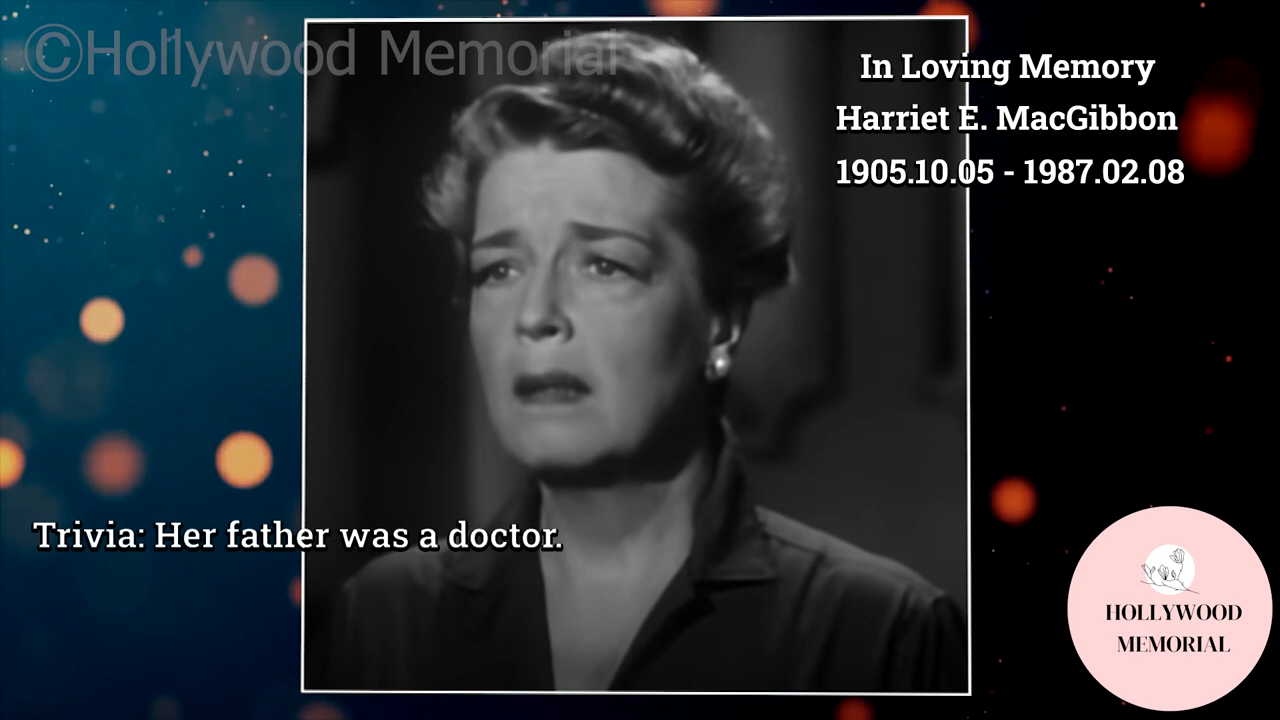 ©Hollywood Memorial
In Loving Memory
Harriet E. MacGibbon
1905.10.05 - 1987.02.08
Trivia: Her father was a doctor.
HOLLYWOOD
MEMORIAL